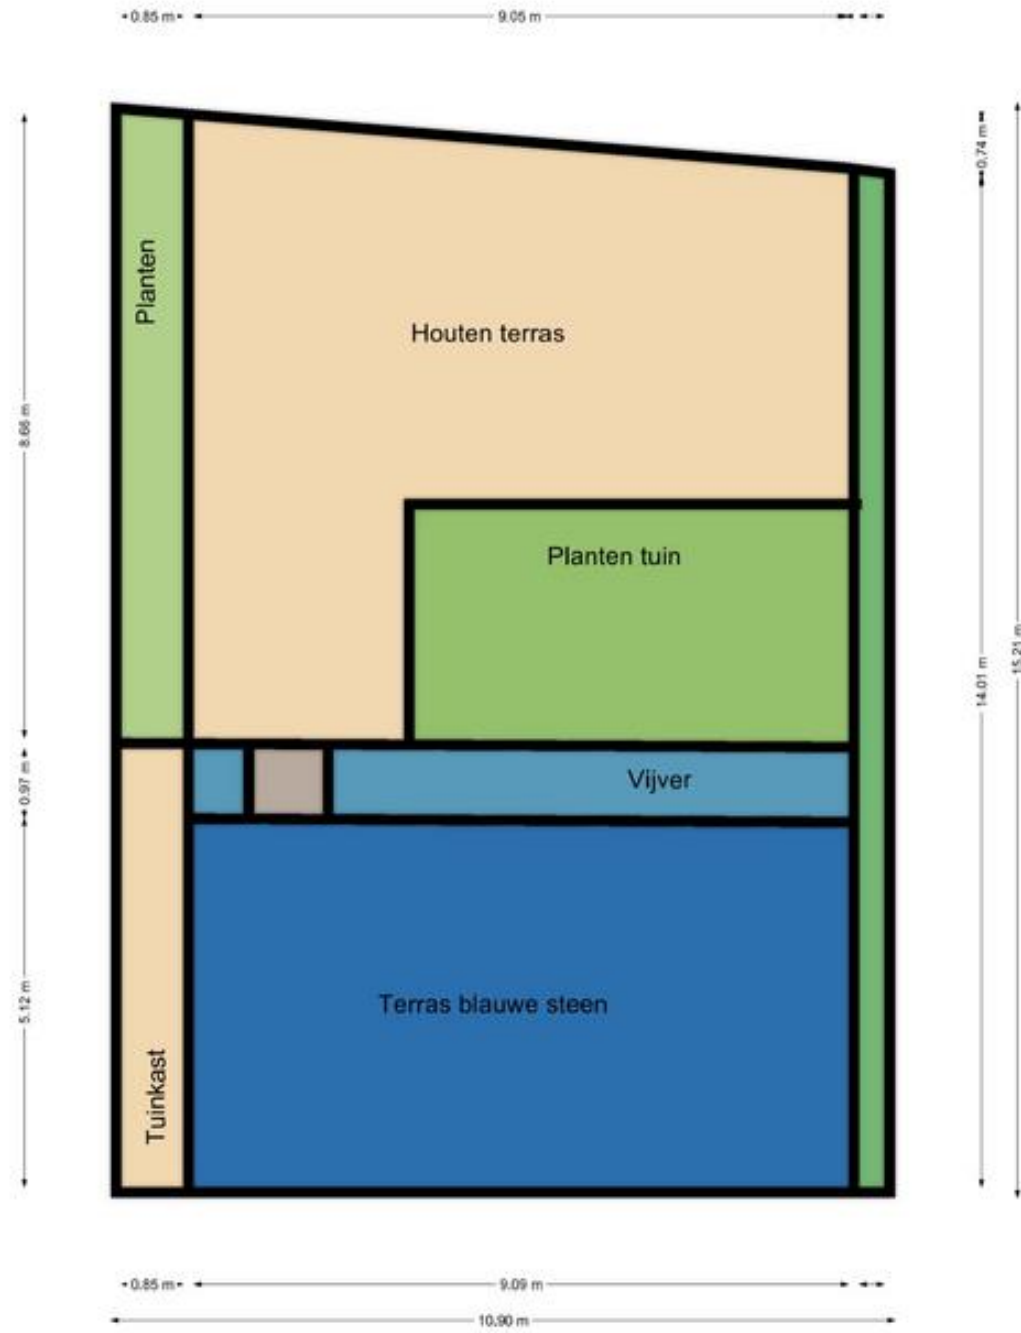 0.85 m
9.05 m
0.74 m
Planten
Houten terras
8.66 m
Planten tuin
15.21 m
14.01 m
Vijver
0.97 m
Terras blauwe steen
5.12 m
Tuinkast
0.85 m
9.09 m
10.90 m